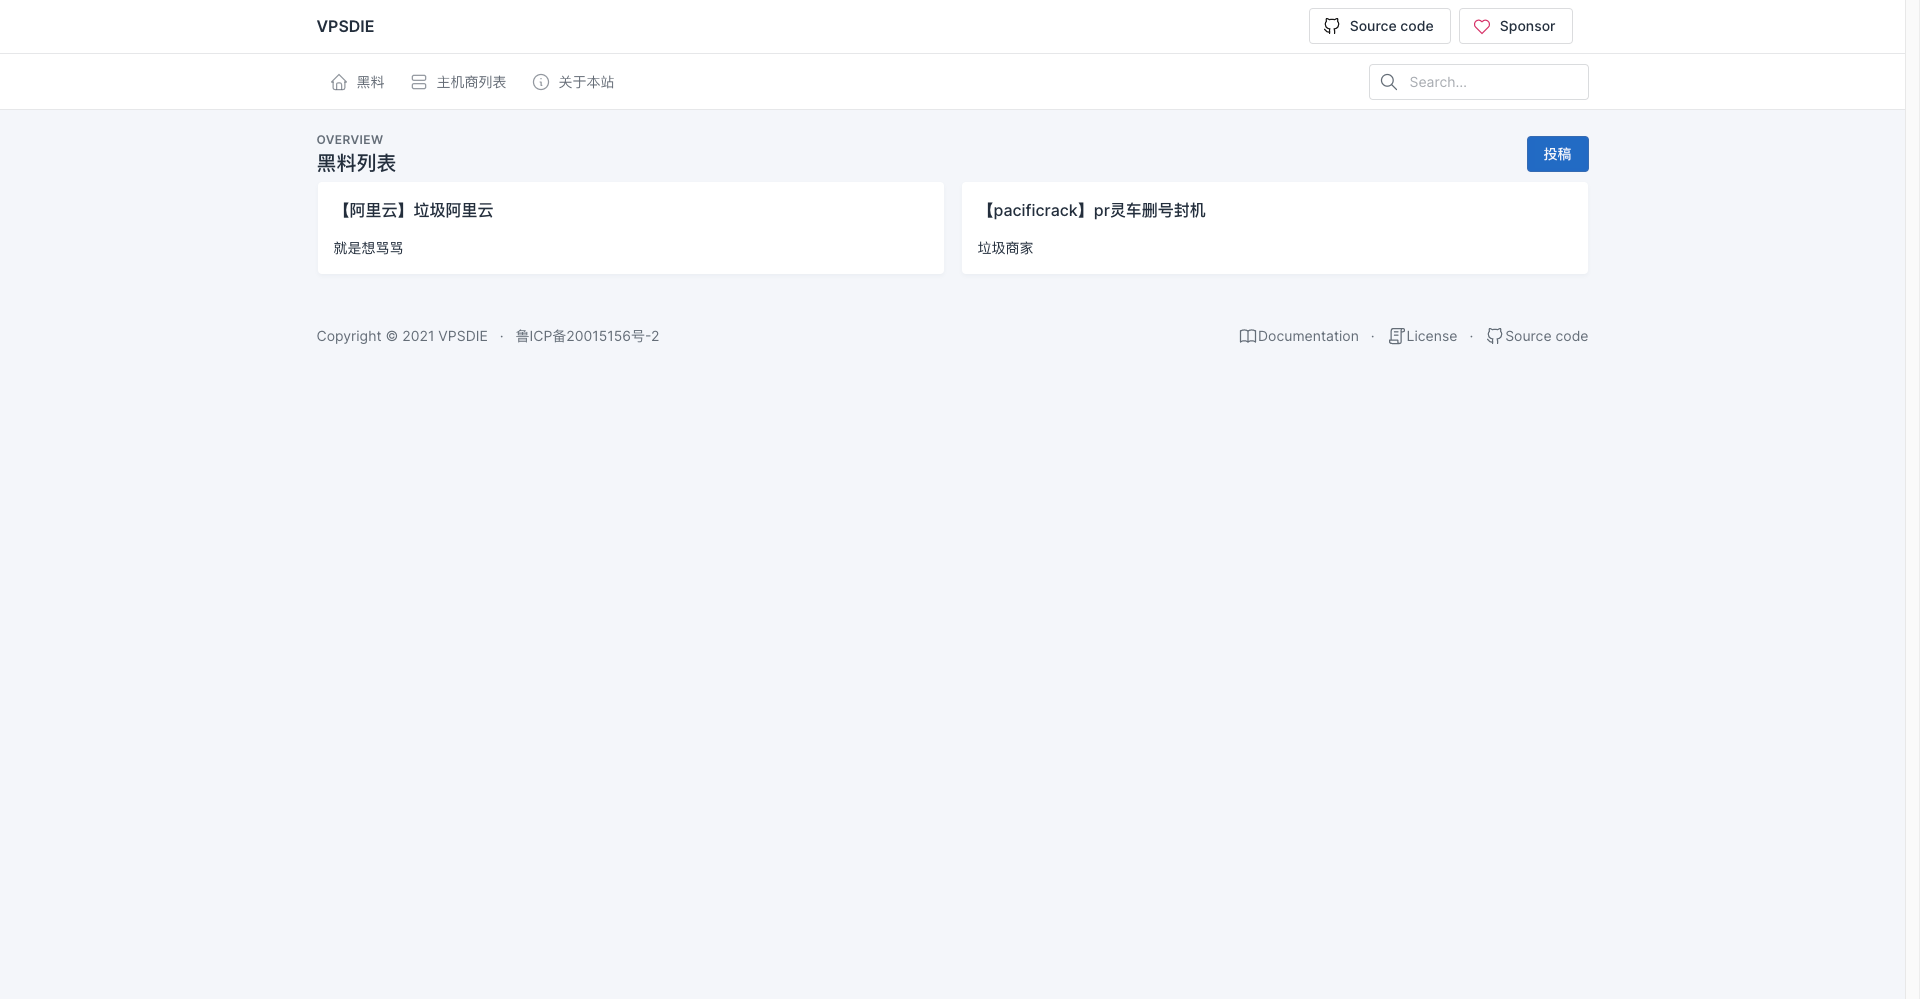 VPSDIE
Source code
Sponsor
黑料
主机商列表
关于本站
Search…
OVERVIEW
黑料列表
投稿
【阿里云】垃圾阿里云
就是想骂骂
【pacificrack】pr灵车删号封机
垃圾商家
Copyright © 2021 VPSDIE · 鲁ICP备20015156号-2
Documentation · License · Source code